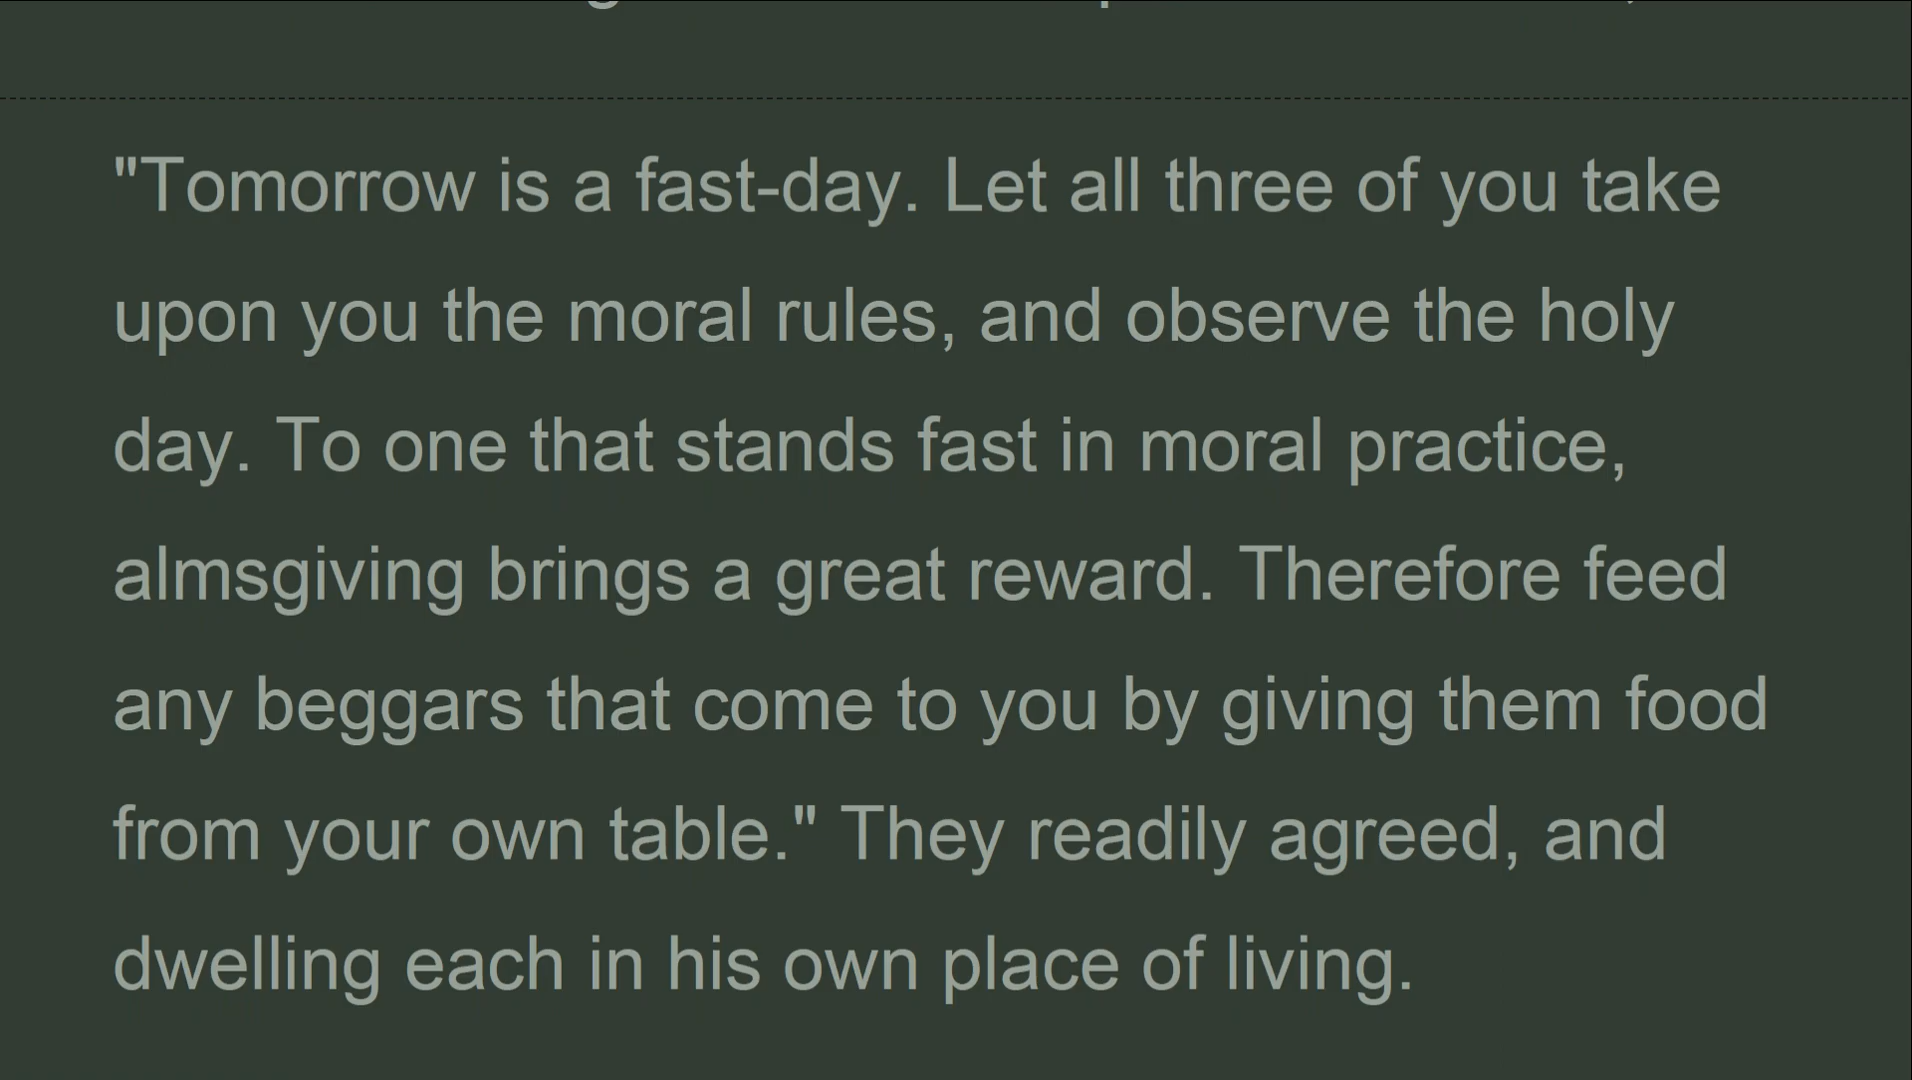 "Tomorrow is a fast-day. Let all three of you take
upon you the moral rules, and observe the holy
day. To one that stands fast in moral practice,
almsgiving brings a great reward. Therefore feed
any beggars that come to you by giving them food
from your own table." They readily agreed, and
dwelling each in his own place of living.